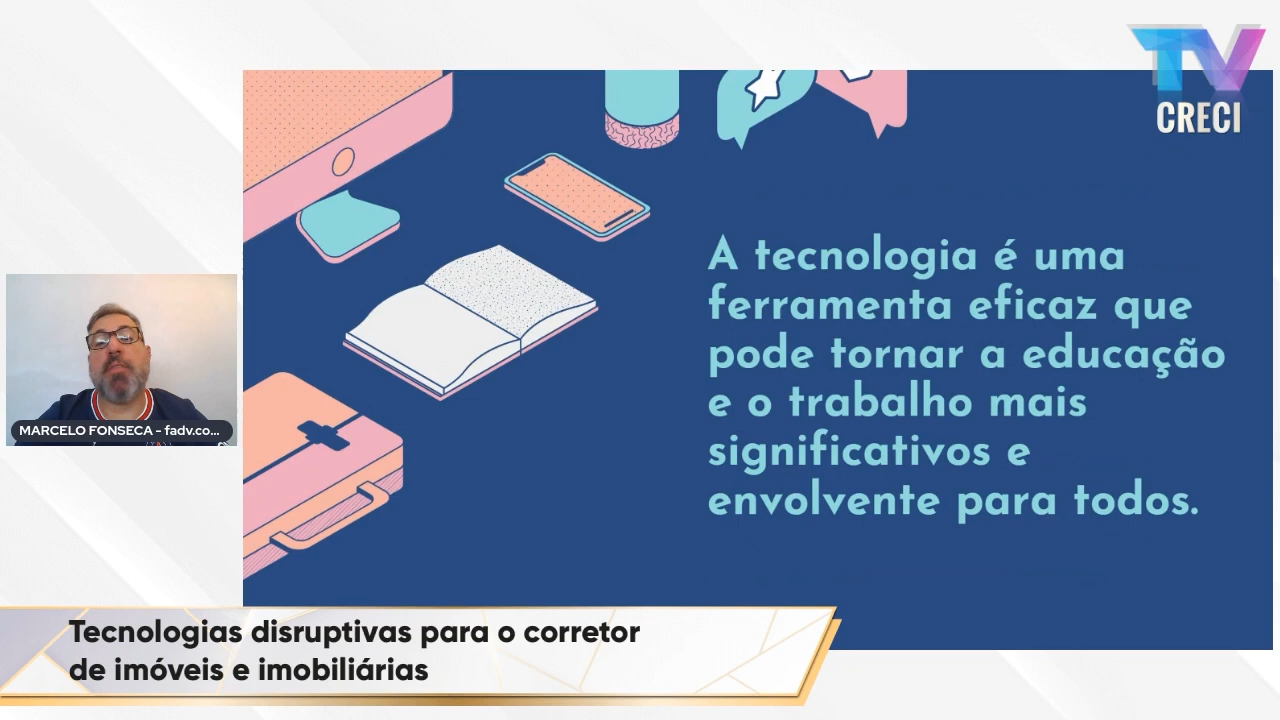 TV
CRECI
A tecnologia é uma
ferramenta eficaz que
pode tornar a educação
e o trabalho mais
significativos e
envolvente para todos.
MARCELO FONSECA - fadv.co...
Tecnologias disruptivas para o corretor
de imóveis e imobiliárias